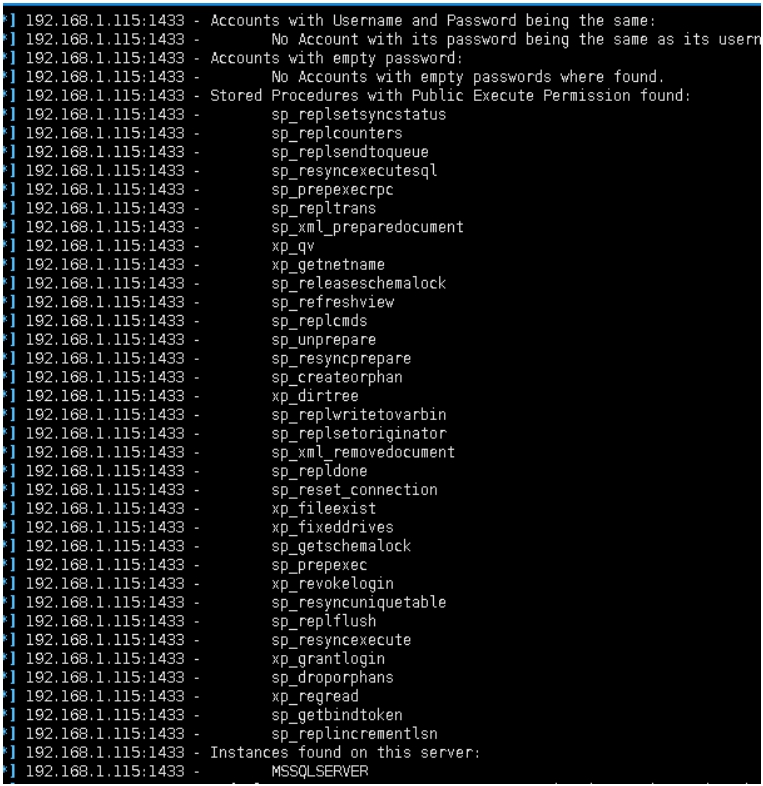 *] 192.168.1.115:1433 - Accounts with Username and Password being the same:
*] 192.168.1.115:1433 - No Account with its password being the same as its usern
*] 192.168.1.115:1433 - Accounts with empty password:
*] 192.168.1.115:1433 - No Accounts with empty passwords where found.
*] 192.168.1.115:1433 - Stored Procedures with Public Execute Permission found:
*] 192.168.1.115:1433 - sp_replsetsyncstatus
*] 192.168.1.115:1433 - sp_replcounters
*] 192.168.1.115:1433 - sp_replsendtoqueue
*] 192.168.1.115:1433 - sp_resyncexecutesql
*] 192.168.1.115:1433 - sp_prepexecrpc
*] 192.168.1.115:1433 - sp_repltrans
*] 192.168.1.115:1433 - sp_xml_preparedocument
*] 192.168.1.115:1433 - xp_qv
*] 192.168.1.115:1433 - xp_getnetname
*] 192.168.1.115:1433 - sp_releaseschemalock
*] 192.168.1.115:1433 - sp_refreshview
*] 192.168.1.115:1433 - sp_replcmds
*] 192.168.1.115:1433 - sp_unprepare
*] 192.168.1.115:1433 - sp_resyncprepare
*] 192.168.1.115:1433 - sp_createorphan
*] 192.168.1.115:1433 - xp_dirtree
*] 192.168.1.115:1433 - sp_replwritetovarbin
*] 192.168.1.115:1433 - sp_replsetoriginator
*] 192.168.1.115:1433 - sp_xml_removedocument
*] 192.168.1.115:1433 - sp_repldone
*] 192.168.1.115:1433 - sp_reset_connection
*] 192.168.1.115:1433 - xp_fileexist
*] 192.168.1.115:1433 - xp_fixeddrives
*] 192.168.1.115:1433 - sp_getschemalock
*] 192.168.1.115:1433 - sp_prepexec
*] 192.168.1.115:1433 - xp_revokelogin
*] 192.168.1.115:1433 - sp_resyncuniquetable
*] 192.168.1.115:1433 - sp_replflush
*] 192.168.1.115:1433 - sp_resyncexecute
*] 192.168.1.115:1433 - xp_grantlogin
*] 192.168.1.115:1433 - sp_droporphans
*] 192.168.1.115:1433 - xp_regread
*] 192.168.1.115:1433 - sp_getbindtoken
*] 192.168.1.115:1433 - sp_replincrementlsn
*] 192.168.1.115:1433 - Instances found on this server:
*] 192.168.1.115:1433 - MSSQLSERVER